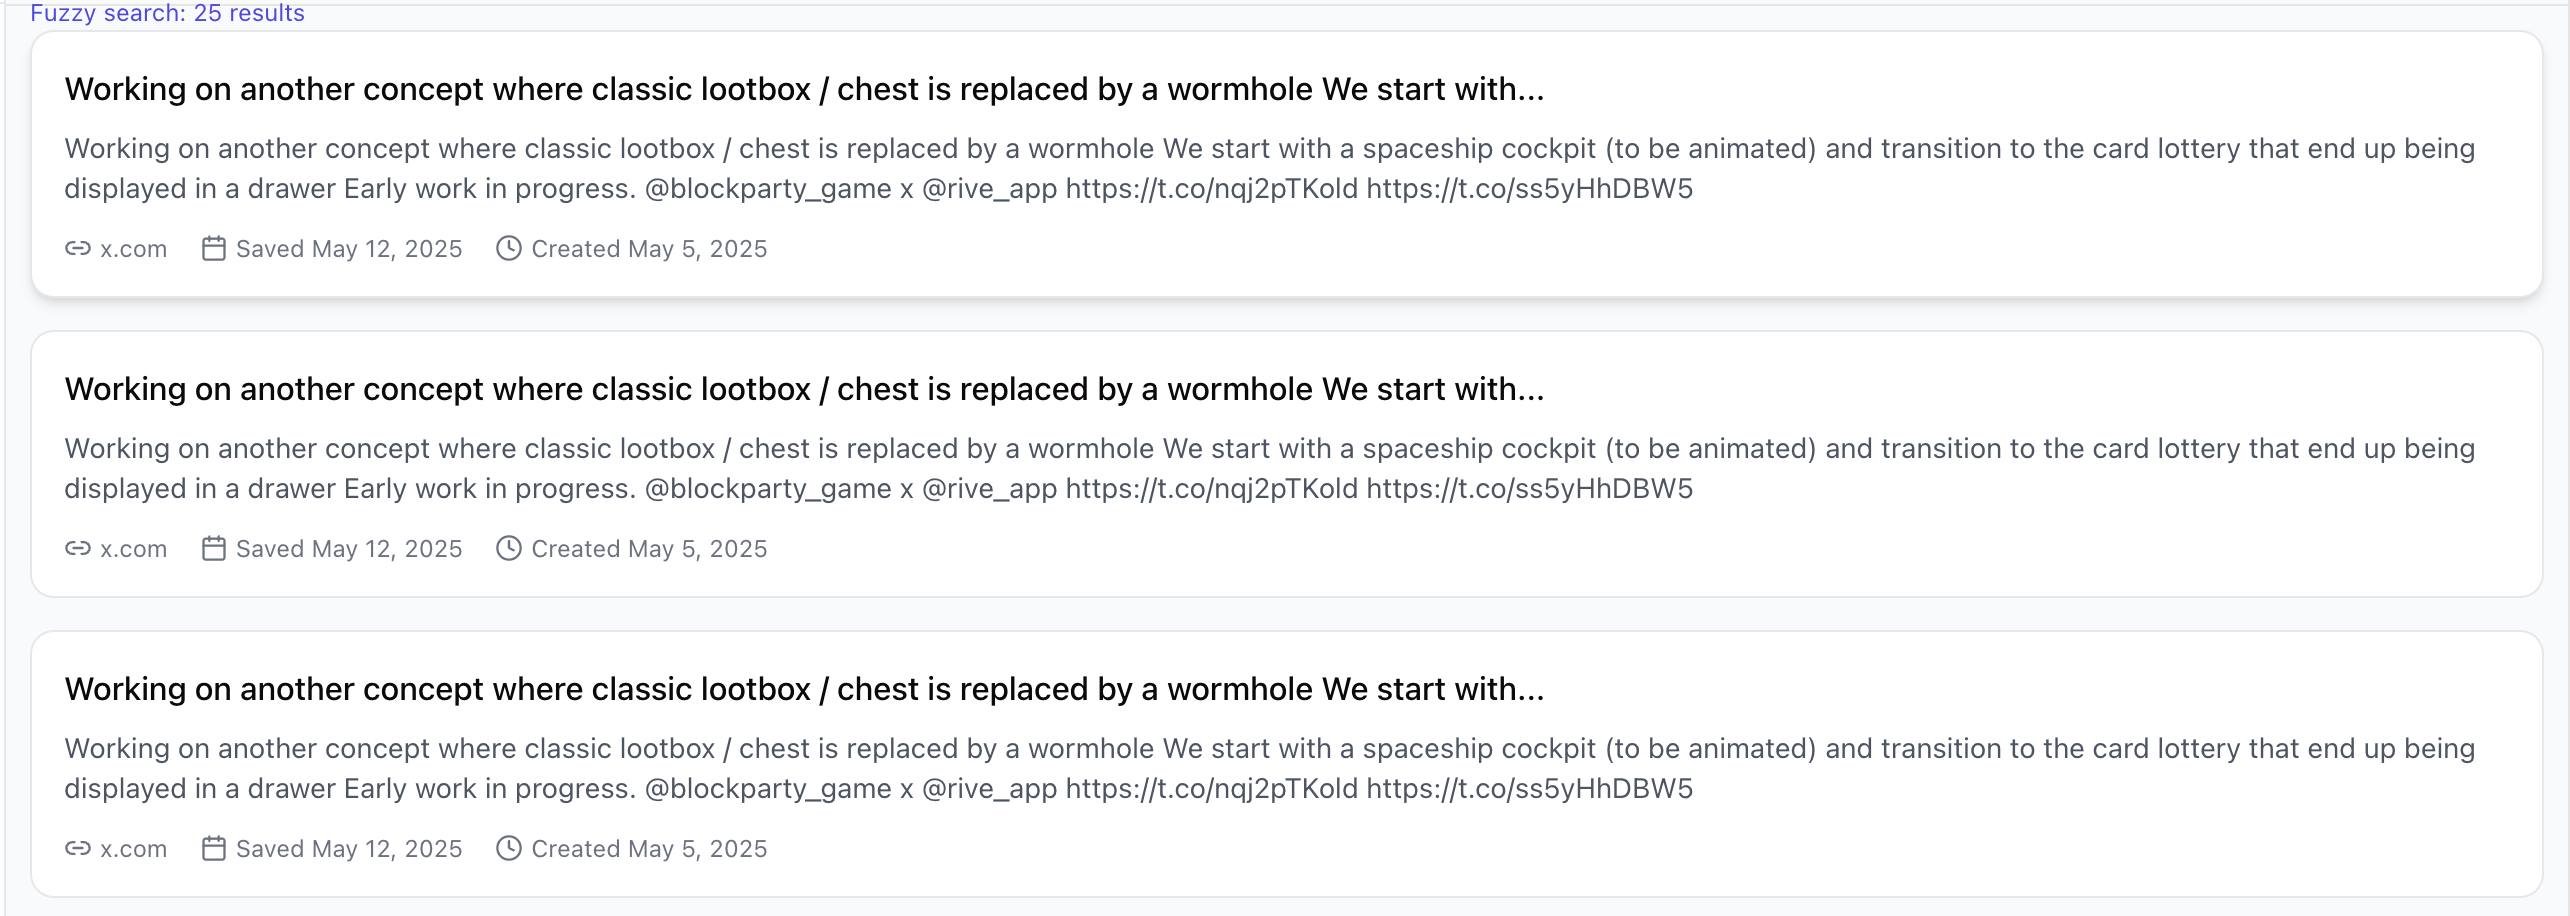 Fuzzy search: 25 results
Working on another concept where classic lootbox / chest is replaced by a wormhole We start with...
Working on another concept where classic lootbox / chest is replaced by a wormhole We start with a spaceship cockpit (to be animated) and transition to the card lottery that end up being
displayed in a drawer Early work in progress. @blockparty_game x @rive_app https://t.co/nqj2pTKold https://t.co/ss5yHhDBW5
x.com Saved May 12, 2025 Created May 5, 2025
Working on another concept where classic lootbox / chest is replaced by a wormhole We start with...
Working on another concept where classic lootbox / chest is replaced by a wormhole We start with a spaceship cockpit (to be animated) and transition to the card lottery that end up being
displayed in a drawer Early work in progress. @blockparty_game x @rive_app https://t.co/nqj2pTKold https://t.co/ss5yHhDBW5
x.com Saved May 12, 2025 Created May 5, 2025
Working on another concept where classic lootbox / chest is replaced by a wormhole We start with...
Working on another concept where classic lootbox / chest is replaced by a wormhole We start with a spaceship cockpit (to be animated) and transition to the card lottery that end up being
displayed in a drawer Early work in progress. @blockparty_game x @rive_app https://t.co/nqj2pTKold https://t.co/ss5yHhDBW5
x.com Saved May 12, 2025 Created May 5, 2025